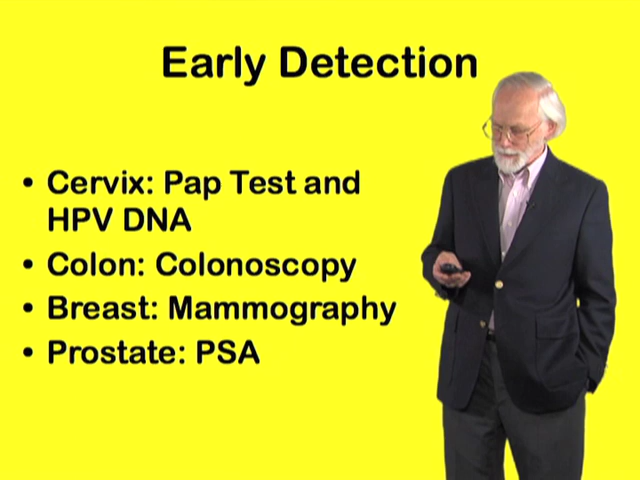 Early Detection
• Cervix: Pap Test and
HPV DNA
• Colon: Colonoscopy
• Breast: Mammography
• Prostate: PSA